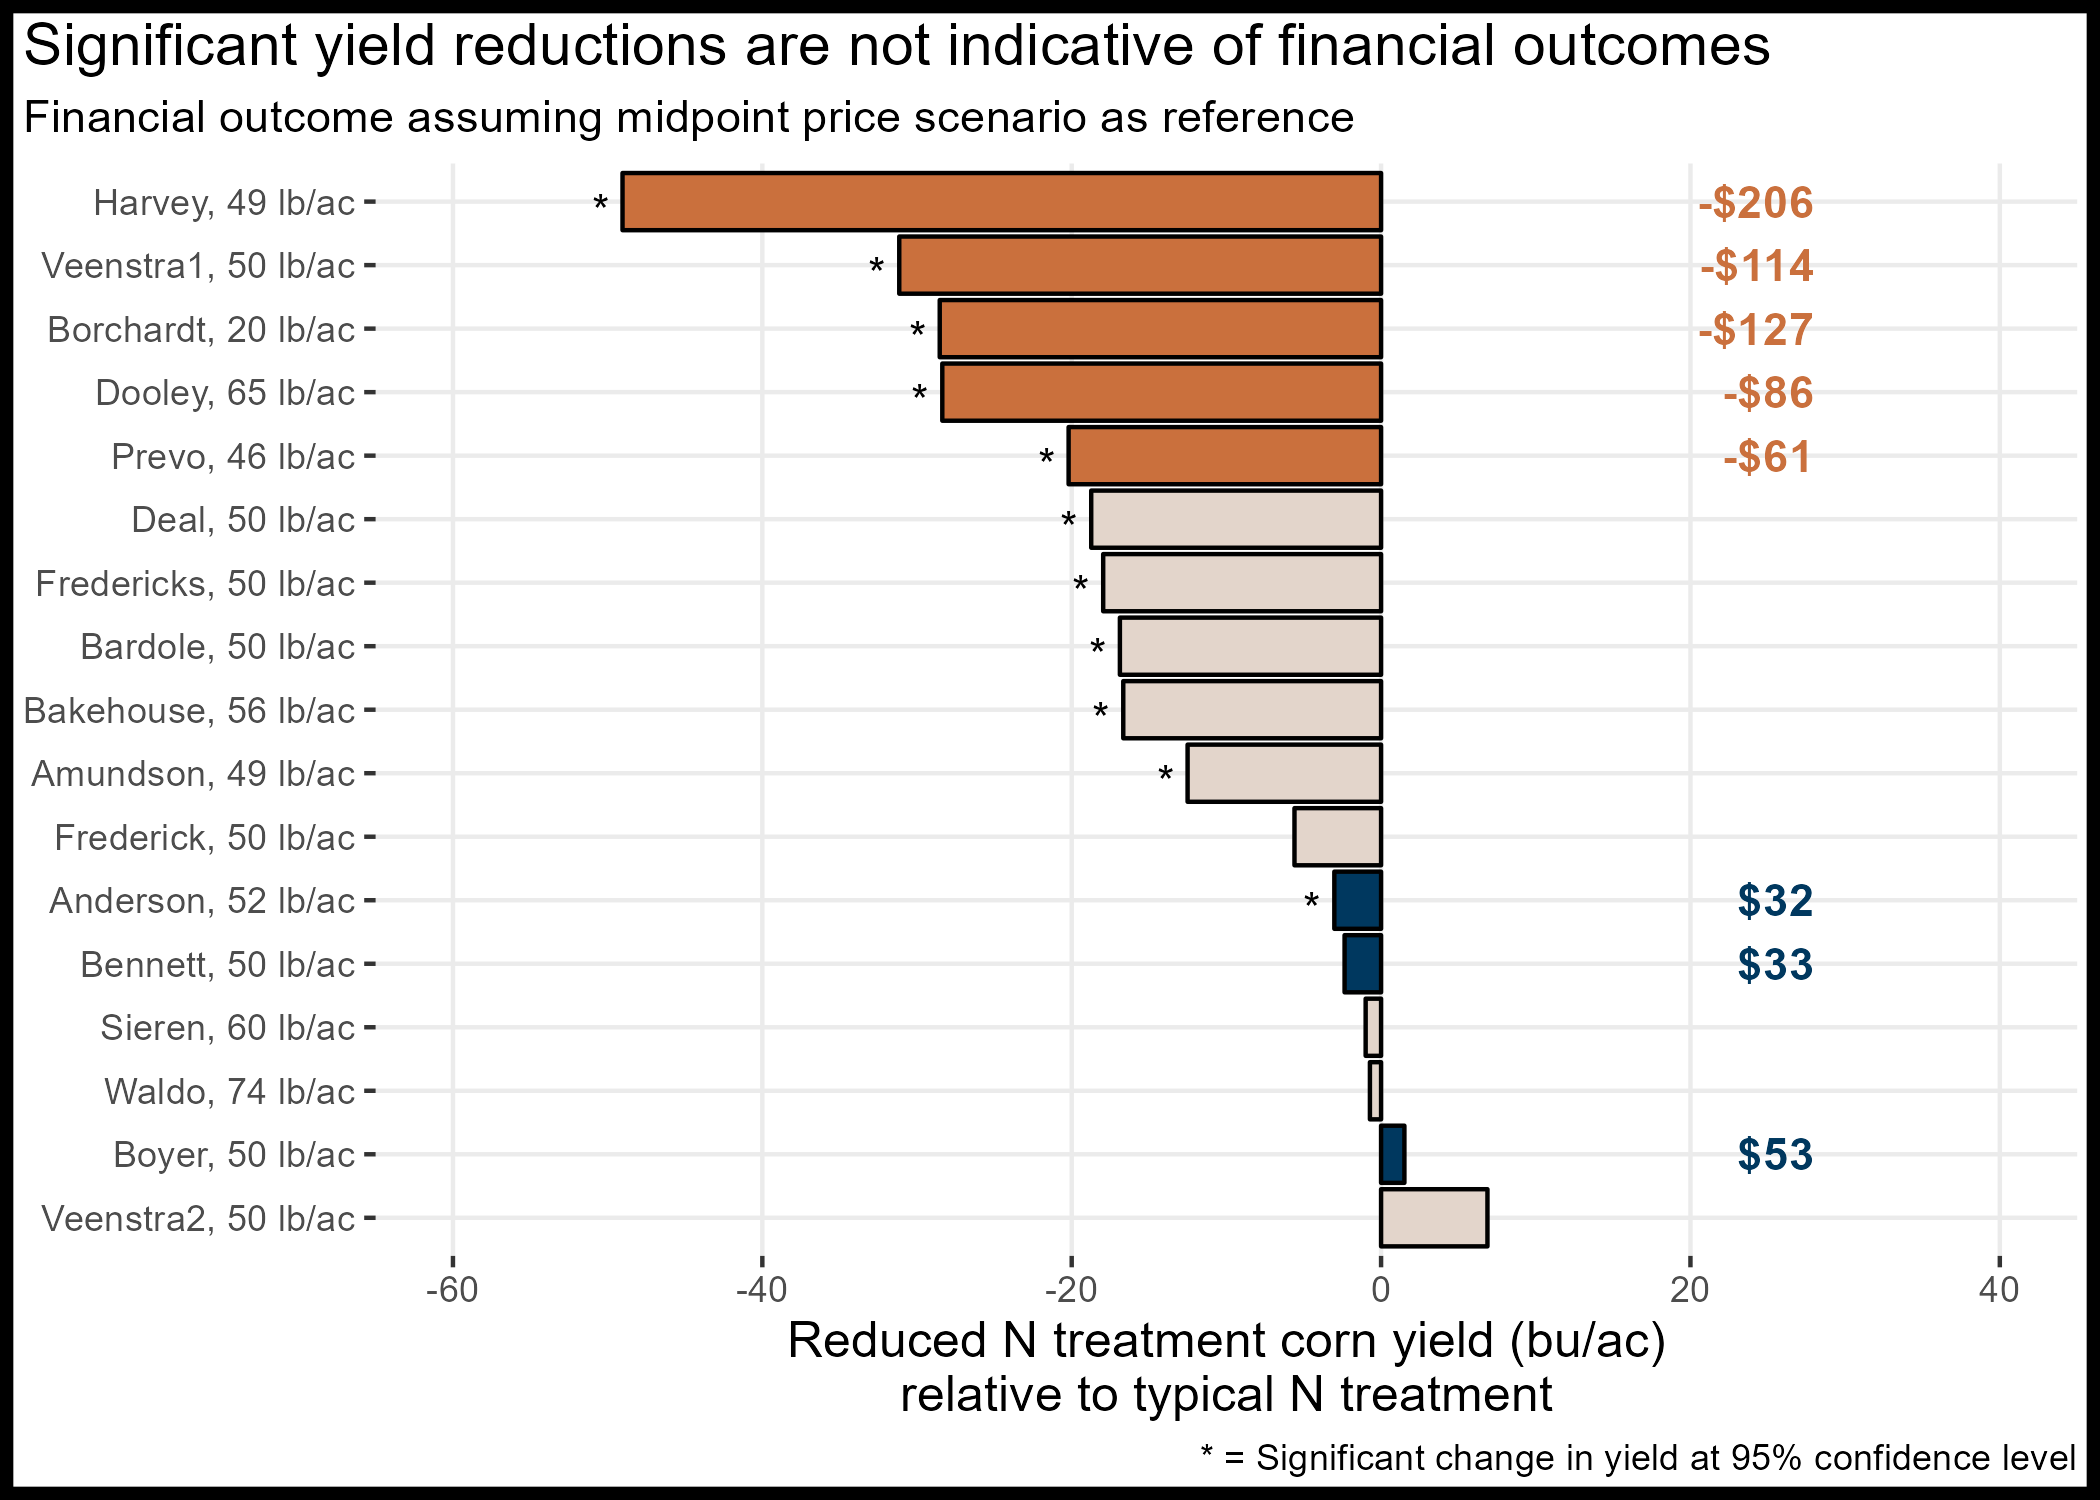 Significant yield reductions are not indicative of financial outcomes
Financial outcome assuming midpoint price scenario as reference
Harvey, 49 lb/ac * -$206
Veenstra1, 50 lb/ac * -$114
Borchardt, 20 lb/ac * -$127
Dooley, 65 lb/ac * -$86
Prevo, 46 lb/ac * -$61
Deal, 50 lb/ac *
Fredericks, 50 lb/ac *
Bardole, 50 lb/ac *
Bakehouse, 56 lb/ac *
Amundson, 49 lb/ac *
Frederick, 50 lb/ac
Anderson, 52 lb/ac * $32
Bennett, 50 lb/ac $33
Sieren, 60 lb/ac
Waldo, 74 lb/ac
Boyer, 50 lb/ac $53
Veenstra2, 50 lb/ac
-60 -40 -20 0 20 40
Reduced N treatment corn yield (bu/ac)
relative to typical N treatment
* = Significant change in yield at 95% confidence level